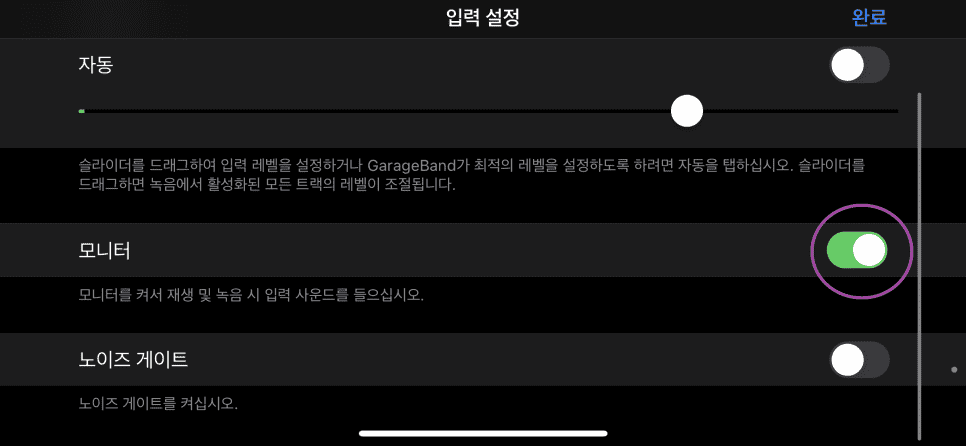 입력 설정
완료
자동
슬라이더를 드래그하여 입력 레벨을 설정하거나 GarageBand가 최적의 레벨을 설정하도록 하려면 자동을 탭하십시오. 슬라이더를
드래그하면 녹음에서 활성화된 모든 트랙의 레벨이 조절됩니다.
모니터
모니터를 켜서 재생 및 녹음 시 입력 사운드를 들으십시오.
노이즈 게이트
노이즈 게이트를 켜십시오.